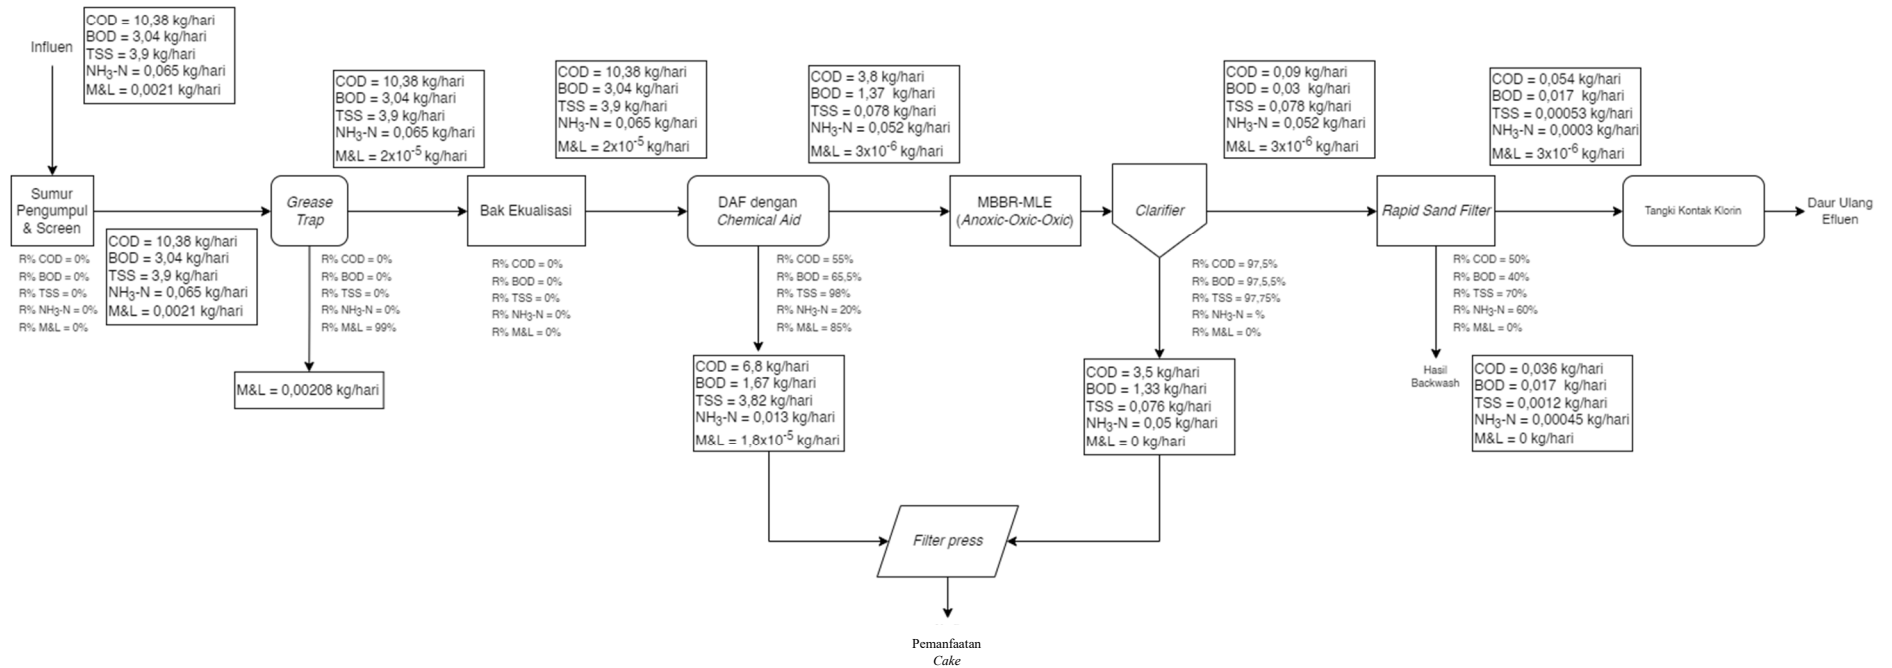 Influen
COD = 10,38 kg/hari
BOD = 3,04 kg/hari
TSS = 3,9 kg/hari
NH3-N = 0,065 kg/hari
M&L = 0,0021 kg/hari
Sumur
Pengumpul
& Screen
R% COD = 0%
R% BOD = 0%
R% TSS = 0%
R% NH3-N = 0%
R% M&L = 0%
COD = 10,38 kg/hari
BOD = 3,04 kg/hari
TSS = 3,9 kg/hari
NH3-N = 0,065 kg/hari
M&L = 0,0021 kg/hari
Grease
Trap
R% COD = 0%
R% BOD = 0%
R% TSS = 0%
R% NH3-N = 0%
R% M&L = 99%
M&L = 0,00208 kg/hari
COD = 10,38 kg/hari
BOD = 3,04 kg/hari
TSS = 3,9 kg/hari
NH3-N = 0,065 kg/hari
M&L = 2x10-5 kg/hari
Bak Ekualisasi
R% COD = 0%
R% BOD = 0%
R% TSS = 0%
R% NH3-N = 0%
R% M&L = 0%
COD = 10,38 kg/hari
BOD = 3,04 kg/hari
TSS = 3,9 kg/hari
NH3-N = 0,065 kg/hari
M&L = 2x10-5 kg/hari
DAF dengan
Chemical Aid
R% COD = 55%
R% BOD = 65,5%
R% TSS = 98%
R% NH3-N = 20%
R% M&L = 85%
COD = 6,8 kg/hari
BOD = 1,67 kg/hari
TSS = 3,82 kg/hari
NH3-N = 0,013 kg/hari
M&L = 1,8x10-5 kg/hari
COD = 3,8 kg/hari
BOD = 1,37 kg/hari
TSS = 0,078 kg/hari
NH3-N = 0,052 kg/hari
M&L = 3x10-6 kg/hari
MBBR-MLE
(Anoxic-Oxic-Oxic)
Clarifier
R% COD = 97,5%
R% BOD = 97,5,5%
R% TSS = 97,75%
R% NH3-N = %
R% M&L = 0%
COD = 3,5 kg/hari
BOD = 1,33 kg/hari
TSS = 0,076 kg/hari
NH3-N = 0,05 kg/hari
M&L = 0 kg/hari
COD = 0,09 kg/hari
BOD = 0,03 kg/hari
TSS = 0,078 kg/hari
NH3-N = 0,052 kg/hari
M&L = 3x10-6 kg/hari
Rapid Sand Filter
R% COD = 50%
R% BOD = 40%
R% TSS = 70%
R% NH3-N = 60%
R% M&L = 0%
Hasil
Backwash
COD = 0,036 kg/hari
BOD = 0,017 kg/hari
TSS = 0,0012 kg/hari
NH3-N = 0,00045 kg/hari
M&L = 0 kg/hari
COD = 0,054 kg/hari
BOD = 0,017 kg/hari
TSS = 0,00053 kg/hari
NH3-N = 0,0003 kg/hari
M&L = 3x10-6 kg/hari
Tangki Kontak Klorin
Daur Ulang
Efluen
Filter press
Pemanfaatan
Cake